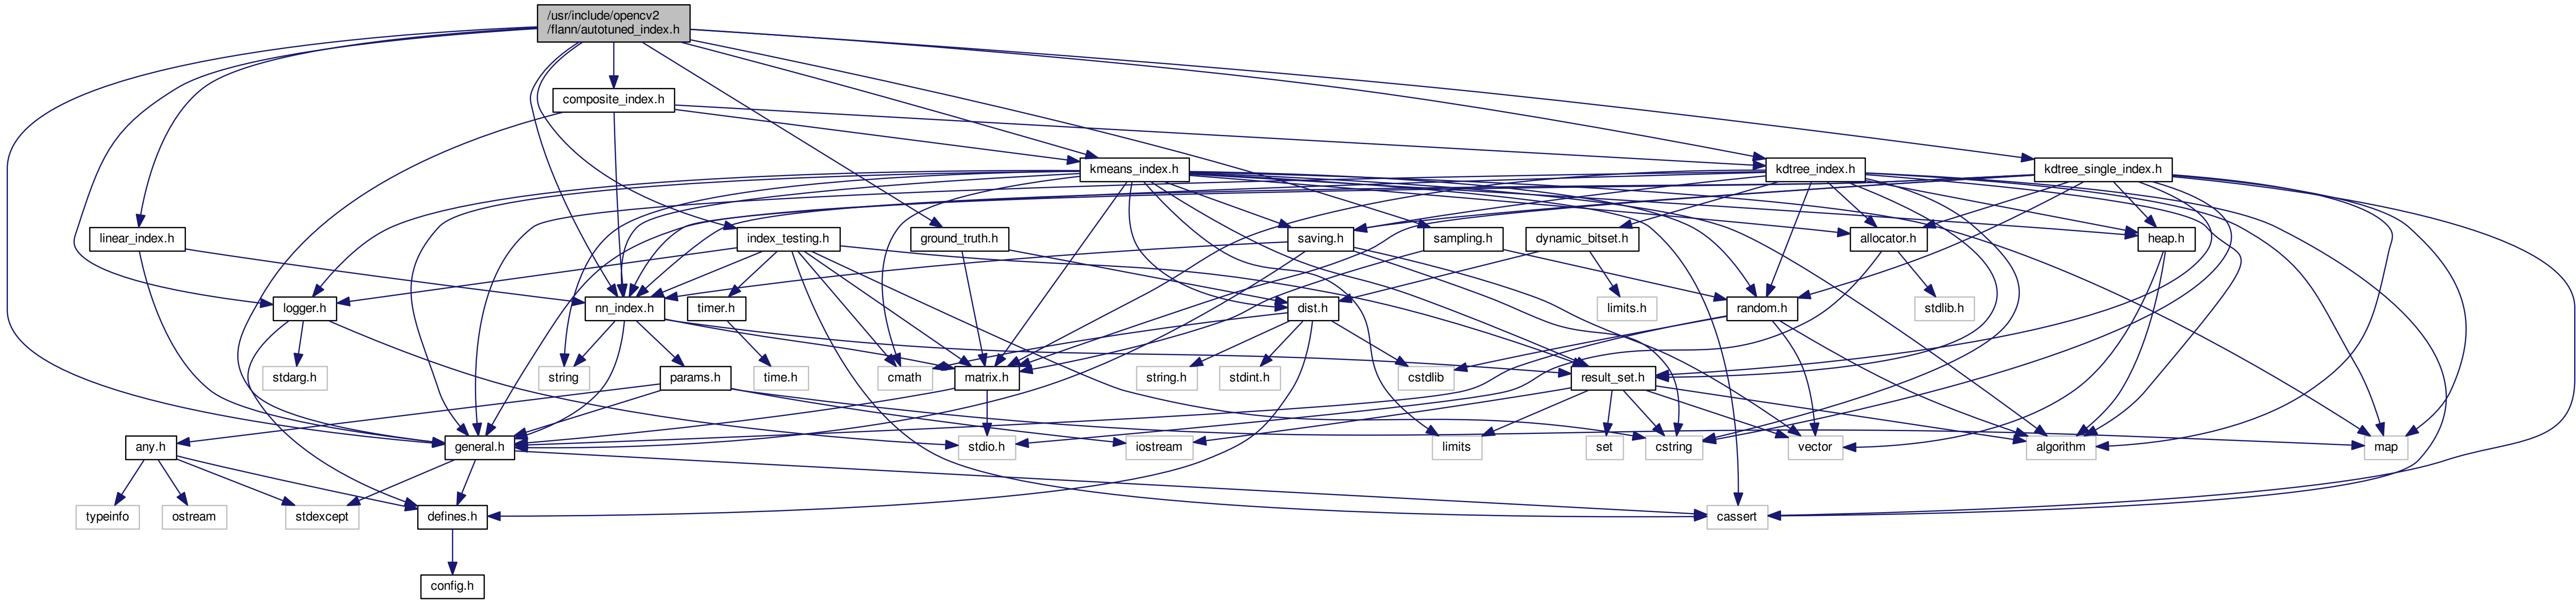 /usr/include/opencv2
/flann/autotuned_index.h
composite_index.h
kmeans_index.h
kdtree_index.h
kdtree_single_index.h
linear_index.h
index_testing.h
ground_truth.h
saving.h
sampling.h
dynamic_bitset.h
allocator.h
heap.h
logger.h
nn_index.h
timer.h
dist.h
limits.h
random.h
stdlib.h
stdarg.h
string
params.h
time.h
cmath
matrix.h
string.h
stdint.h
cstdlib
result_set.h
any.h
general.h
stdio.h
iostream
limits
set
cstring
vector
algorithm
map
typeinfo
ostream
stdexcept
defines.h
cassert
config.h